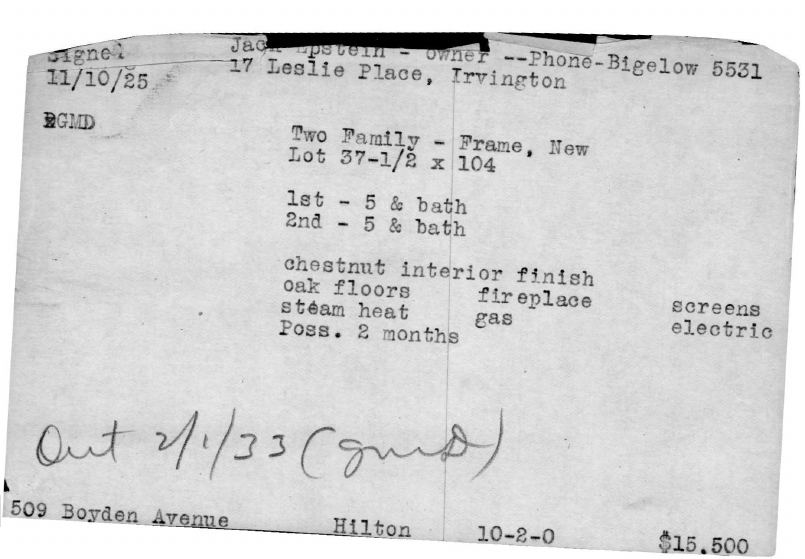 Signed Jack Epstein - owner --Phone-Bigelow 5531
11/10/25 17 Leslie Place, Irvington
GMD
Two Family - Frame, New
Lot 37-1/2 x 104
1st - 5 & bath
2nd - 5 & bath
chestnut interior finish
oak floors fireplace screens
steam heat gas electric
Poss. 2 months
Out 2/1/33 (GMD)
509 Boyden Avenue Hilton 10-2-0 $15.500